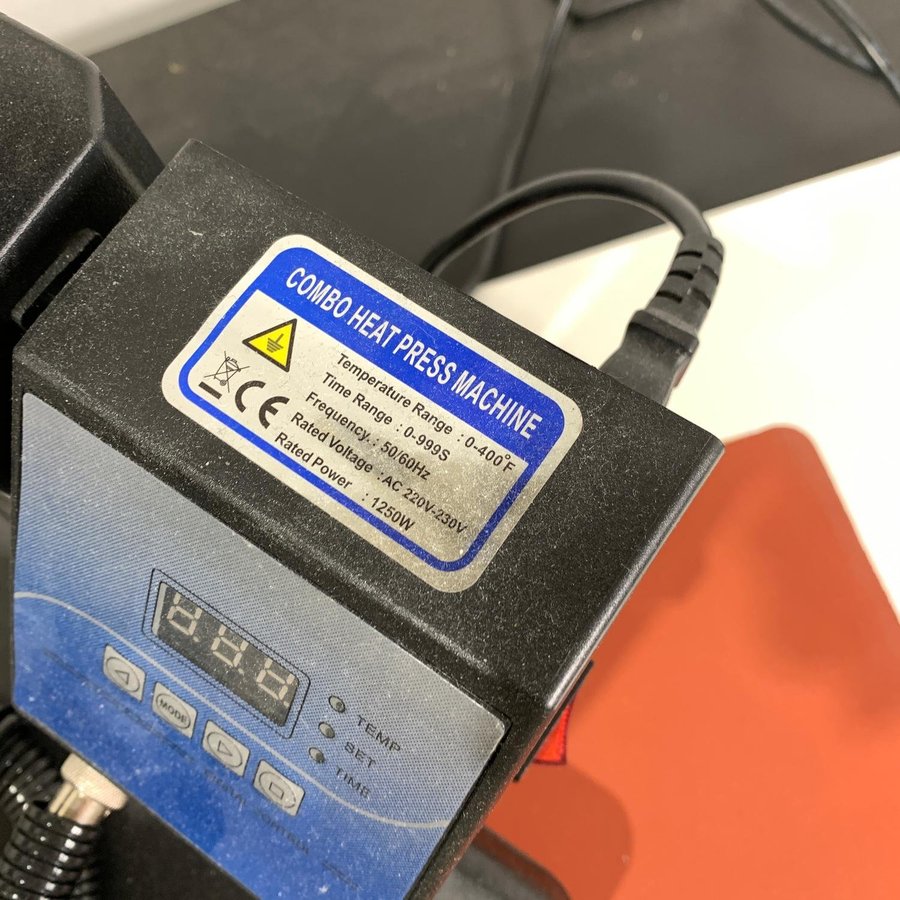 COMBO HEAT PRESS MACHINE
Temperature Range : 0~400°F
Time Range : 0-999S
Frequency. : 50/60Hz
Rated Voltage : AC 220V-230V
Rated Power : 1250W
CE
TEMP
SET
TIMS
MODE